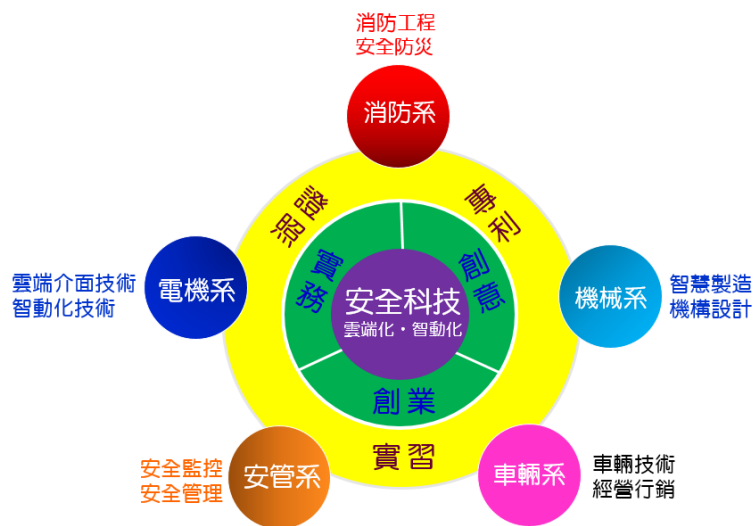 消防工程
安全防災
消防系
證照
專利
實務
創意
電機系
雲端介面技術
智動化技術
安全科技
雲端化・智動化
機械系
智慧製造
機構設計
創業
實習
安全監控
安全管理
安管系
車輛系
車輛技術
經營行銷